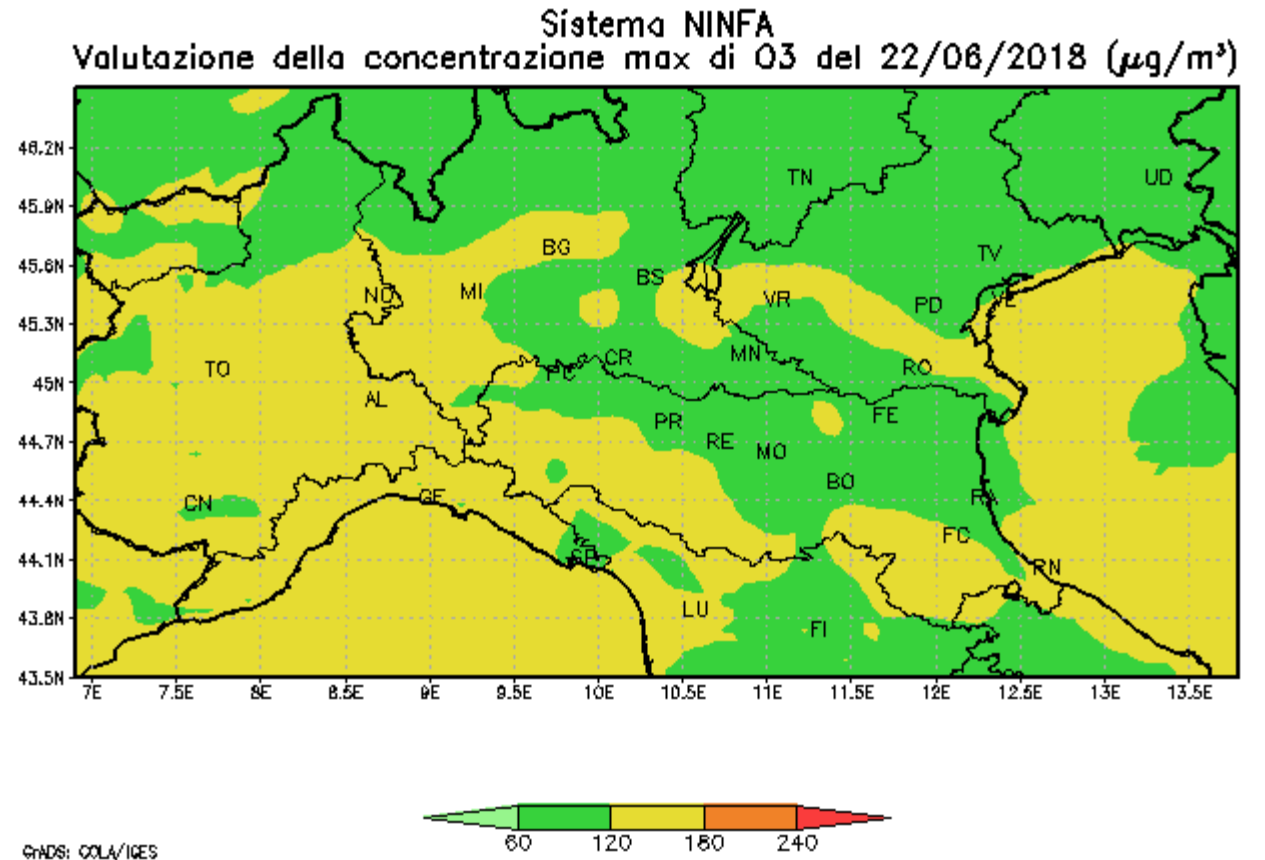 Sistema NINFA
Valutazione della concentrazione max di O3 del 22/06/2018 (µg/m³)
46.2N
TN
UD
45.9N
BG
TV
45.6N
BS
NO
MI
VR
PD
VE
45.3N
MN
CR
PC
RO
TO
45N
AL
PR
FE
44.7N
RE
MO
BO
44.4N
CN
GE
RA
FC
44.1N
SP
RN
LU
43.8N
FI
43.5N
7E 7.5E 8E 8.5E 9E 9.5E 10E 10.5E 11E 11.5E 12E 12.5E 13E 13.5E
60 120 180 240
GrADS: COLA/IGES